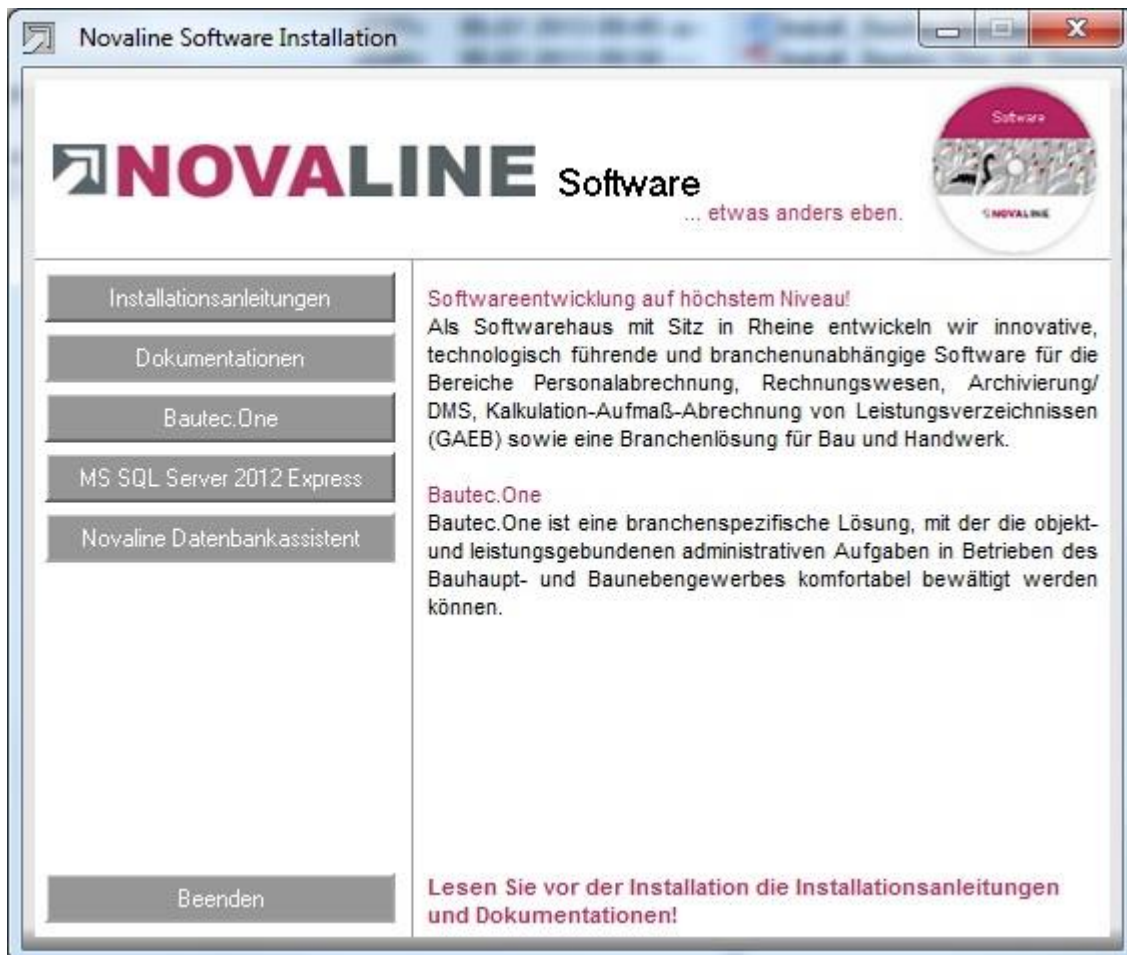 Novaline Software Installation
NOVALINE Software
... etwas anders eben.
Software
NOVALINE
Installationsanleitungen
Dokumentationen
Bautec.One
MS SQL Server 2012 Express
Novaline Datenbankassistent
Beenden
Softwareentwicklung auf höchstem Niveau!
Als Softwarehaus mit Sitz in Rheine entwickeln wir innovative,
technologisch führende und branchenunabhängige Software für die
Bereiche Personalabrechnung, Rechnungswesen, Archivierung/
DMS, Kalkulation-Aufmaß-Abrechnung von Leistungsverzeichnissen
(GAEB) sowie eine Branchenlösung für Bau und Handwerk.
Bautec.One
Bautec.One ist eine branchenspezifische Lösung, mit der die objekt-
und leistungsgebundenen administrativen Aufgaben in Betrieben des
Bauhaupt- und Baunebengewerbes komfortabel bewältigt werden
können.
Lesen Sie vor der Installation die Installationsanleitungen
und Dokumentationen!